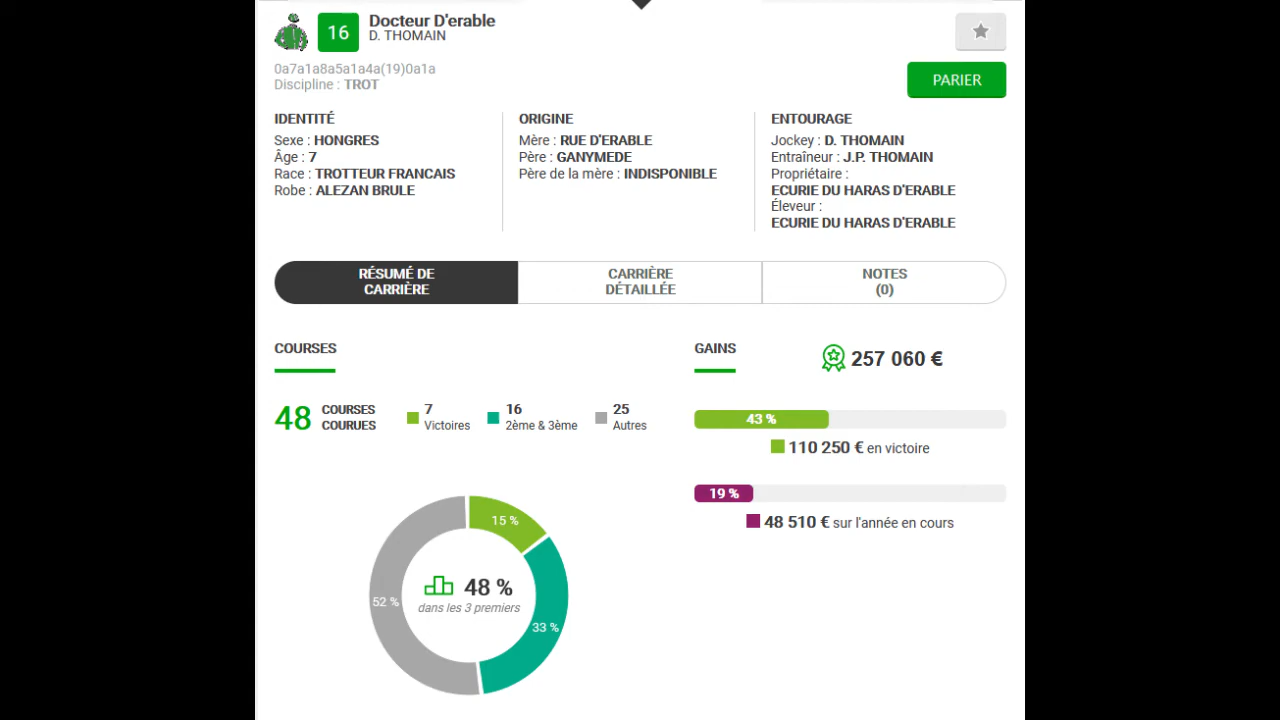 16
Docteur D'erable
D. THOMAIN
0a7a1a8a5a1a4a(19)0a1a
Discipline : TROT
PARIER
IDENTITÉ
Sexe : HONGRES
Âge : 7
Race : TROTTEUR FRANCAIS
Robe : ALEZAN BRULE
ORIGINE
Mère : RUE D'ERABLE
Père : GANYMEDE
Père de la mère : INDISPONIBLE
ENTOURAGE
Jockey : D. THOMAIN
Entraîneur : J.P. THOMAIN
Propriétaire :
ECURIE DU HARAS D'ERABLE
Éleveur :
ECURIE DU HARAS D'ERABLE
RÉSUMÉ DE
CARRIÈRE
CARRIÈRE
DÉTAILLÉE
NOTES
(0)
COURSES
48
COURSES
COURUES
7
Victoires
16
2ème & 3ème
25
Autres
15 %
33 %
52 %
48 %
dans les 3 premiers
GAINS
257 060 €
43 %
110 250 € en victoire
19 %
48 510 € sur l'année en cours